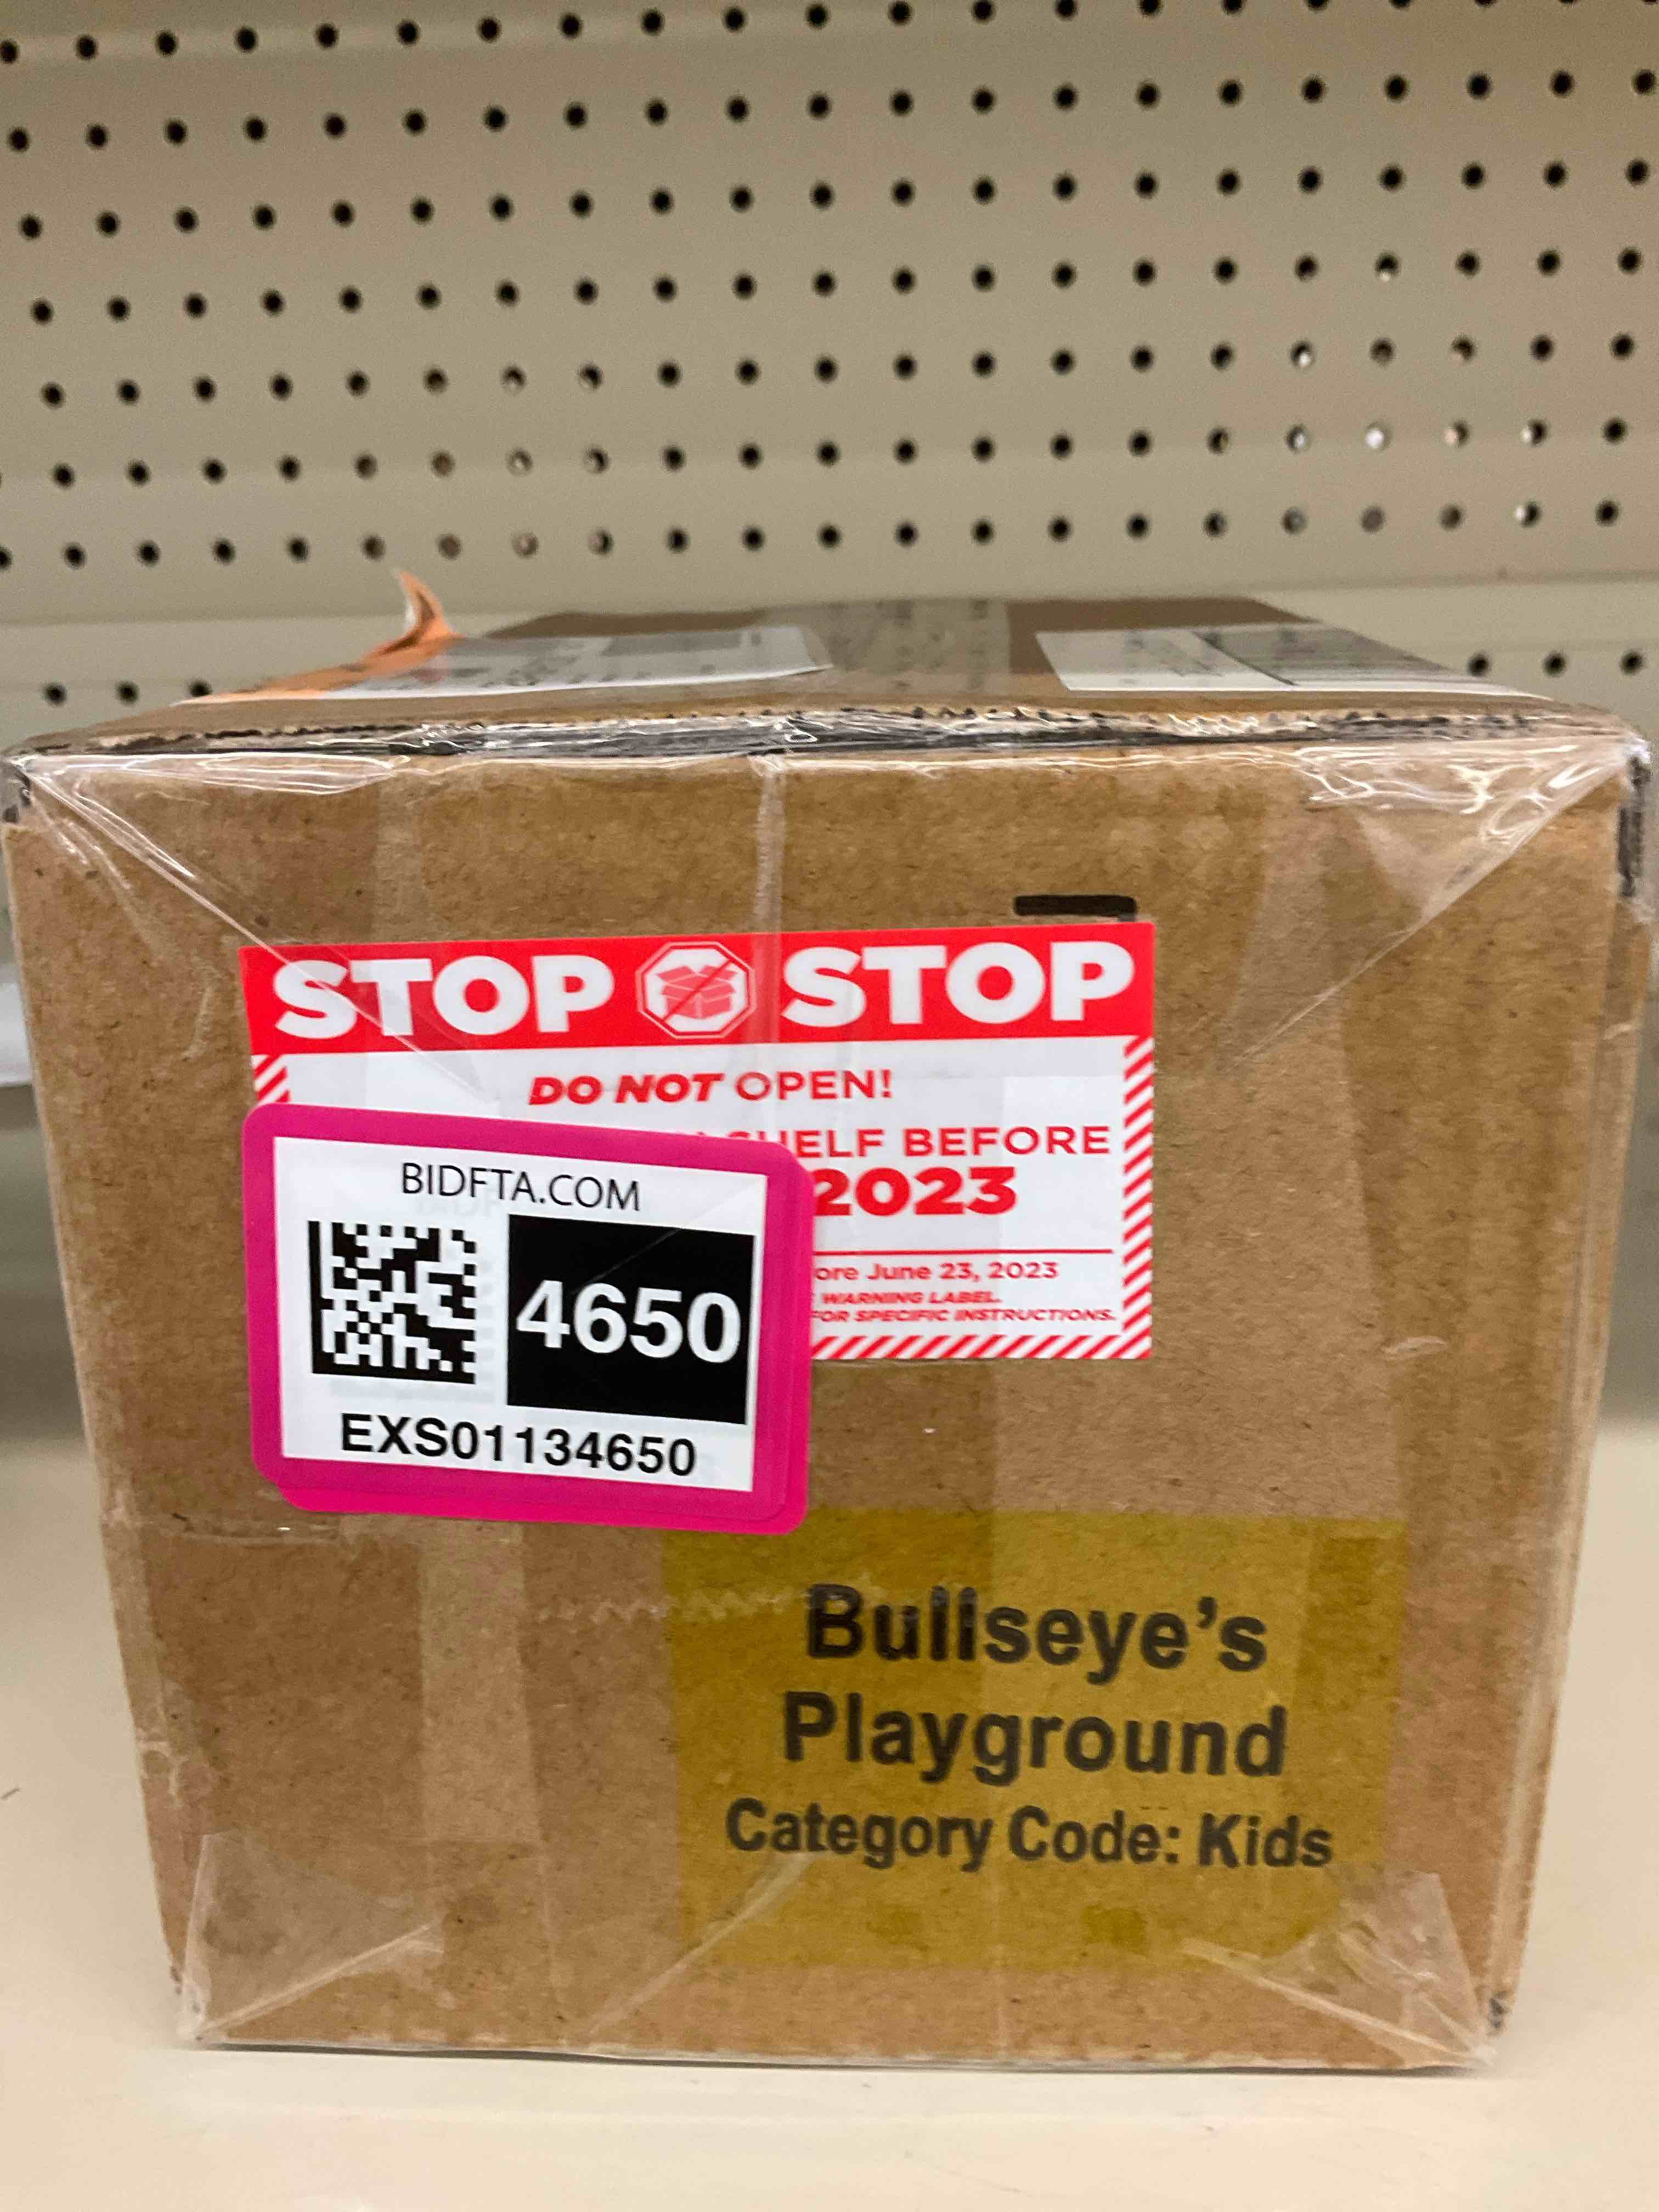 STOP STOP
DO NOT OPEN!
SHELF BEFORE
2023
June 23, 2023
WARNING LABEL.
FOR SPECIFIC INSTRUCTIONS.
BIDFTA.COM
4650
EXS01134650
Bullseye's
Playground
Category Code: Kids